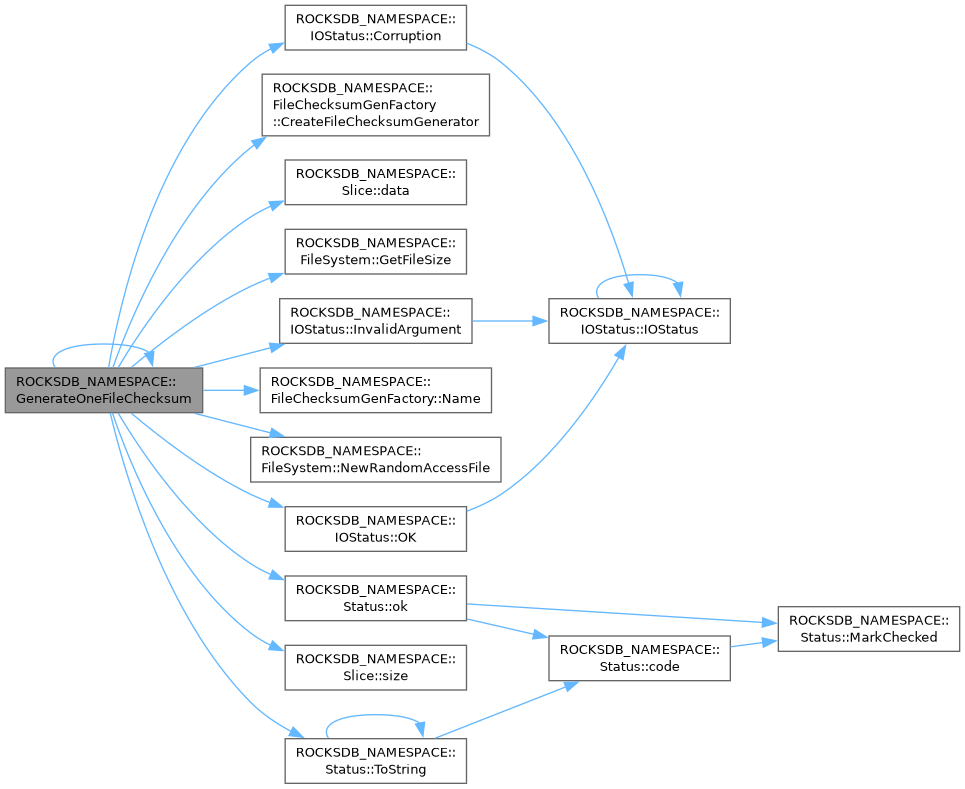 ROCKSDB_NAMESPACE::
GenerateOneFileChecksum
ROCKSDB_NAMESPACE::
IOStatus::Corruption
ROCKSDB_NAMESPACE::
FileChecksumGenFactory
::CreateFileChecksumGenerator
ROCKSDB_NAMESPACE::
Slice::data
ROCKSDB_NAMESPACE::
FileSystem::GetFileSize
ROCKSDB_NAMESPACE::
IOStatus::InvalidArgument
ROCKSDB_NAMESPACE::
FileChecksumGenFactory::Name
ROCKSDB_NAMESPACE::
FileSystem::NewRandomAccessFile
ROCKSDB_NAMESPACE::
IOStatus::OK
ROCKSDB_NAMESPACE::
Status::ok
ROCKSDB_NAMESPACE::
Slice::size
ROCKSDB_NAMESPACE::
Status::ToString
ROCKSDB_NAMESPACE::
IOStatus::IOStatus
ROCKSDB_NAMESPACE::
Status::code
ROCKSDB_NAMESPACE::
Status::MarkChecked